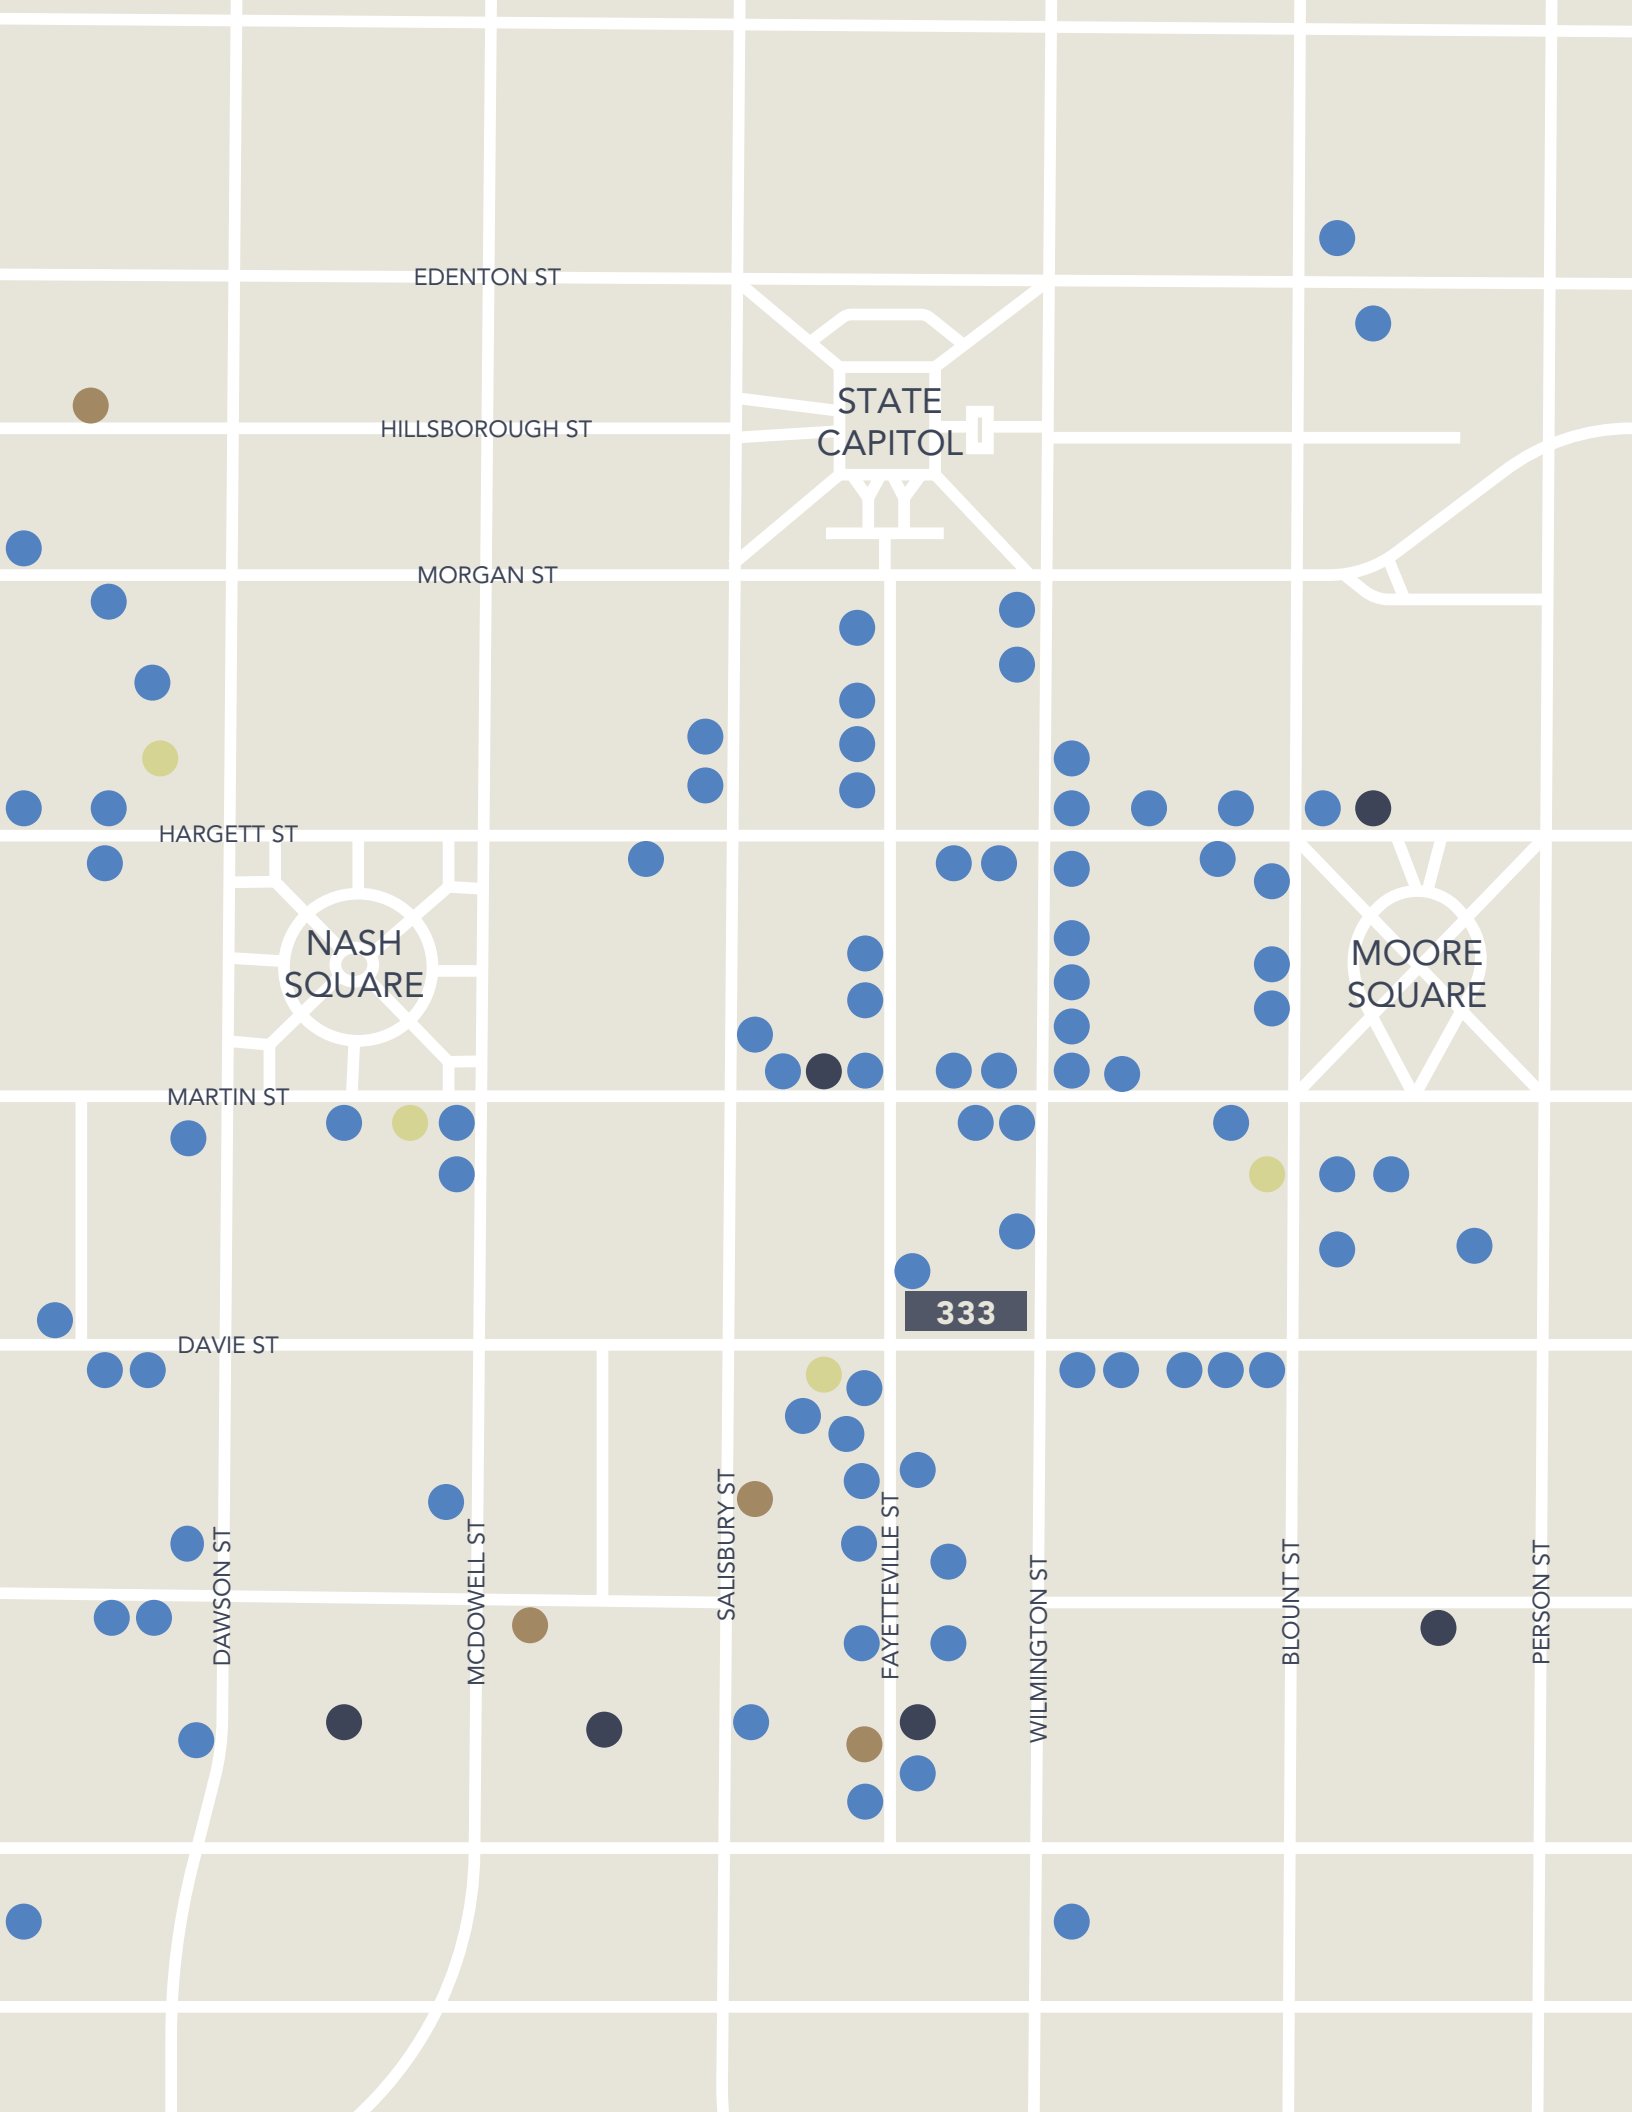 EDENTON ST
STATE
CAPITOL
HILLSBOROUGH ST
MORGAN ST
HARGETT ST
NASH
SQUARE
MOORE
SQUARE
MARTIN ST
333
DAVIE ST
DAWSON ST
MCDOWELL ST
SALISBURY ST
FAYETTEVILLE ST
WILMINGTON ST
BLOUNT ST
PERSON ST